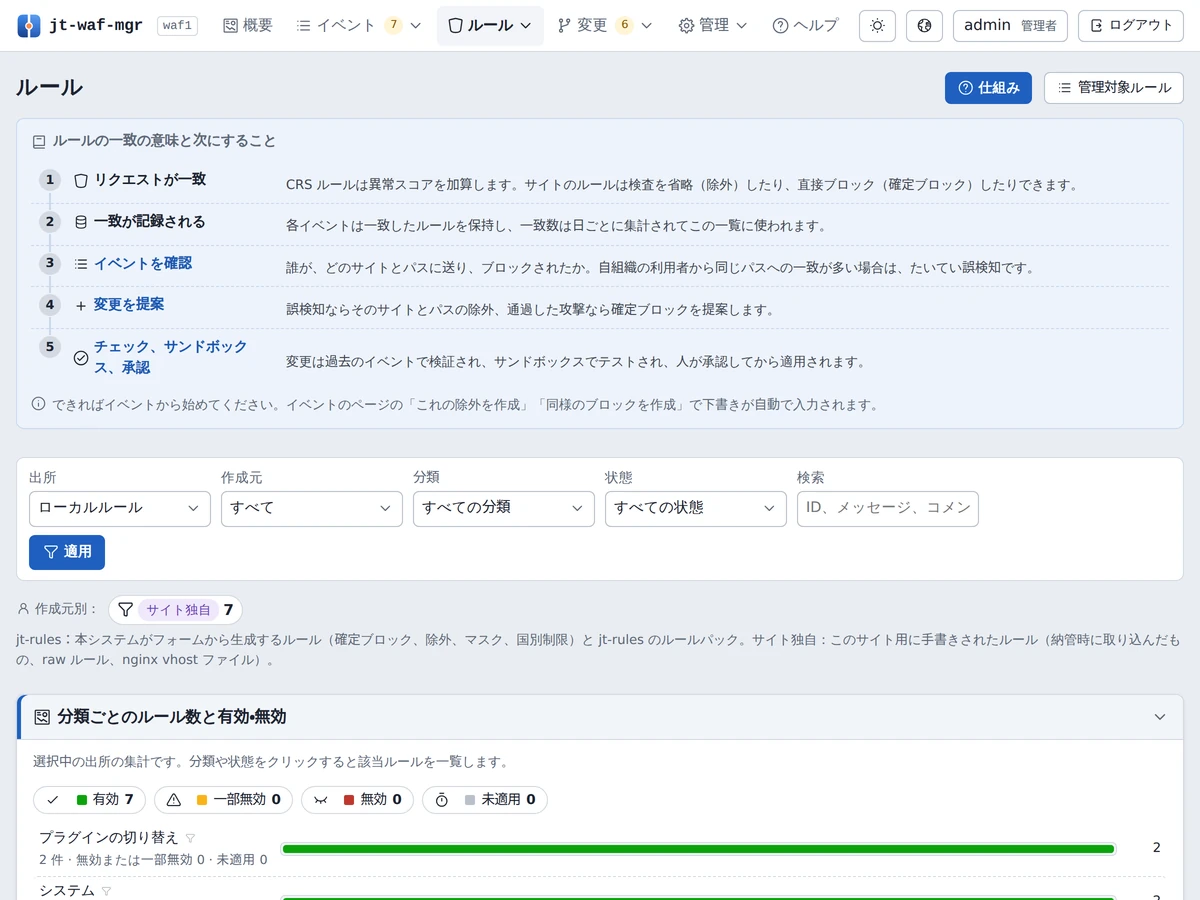 jt-waf-mgr waf1 概要 イベント 7 ルール 変更 6 管理 ヘルプ admin 管理者 ログアウト
ルール
仕組み
管理対象ルール
ルールの一致の意味と次にすること
1 リクエストが一致 CRS ルールは異常スコアを加算します。サイトのルールは検査を省略（除外）したり、直接ブロック（確定ブロック）したりできます。
2 一致が記録される 各イベントは一致したルールを保持し、一致数は日ごとに集計されてこの一覧に使われます。
3 イベントを確認 誰が、どのサイトとパスに送り、ブロックされたか。自組織の利用者から同じパスへの一致が多い場合は、たいてい誤検知です。
4 変更を提案 誤検知ならそのサイトとパスの除外、通過した攻撃なら確定ブロックを提案します。
5 チェック、サンドボック
ス、承認
変更は過去のイベントで検証され、サンドボックスでテストされ、人が承認してから適用されます。
できればイベントから始めてください。イベントのページの「これの除外を作成」「同様のブロックを作成」で下書きが自動で入力されます。
出所 作成元 分類 状態 検索
ローカルルール すべて すべての分類 すべての状態 ID、メッセージ、コメン
適用
作成元別： サイト独自 7
jt-rules：本システムがフォームから生成するルール（確定ブロック、除外、マスク、国別制限）と jt-rules のルールパック。サイト独自：このサイト用に手書きされたルール（納管時に取り込んだも
の、raw ルール、nginx vhost ファイル）。
分類ごとのルール数と有効・無効
選択中の出所の集計です。分類や状態をクリックすると該当ルールを一覧します。
有効 7 一部無効 0 無効 0 未適用 0
プラグインの切り替え
2 件 · 無効または一部無効 0 · 未適用 0
2
システム
2